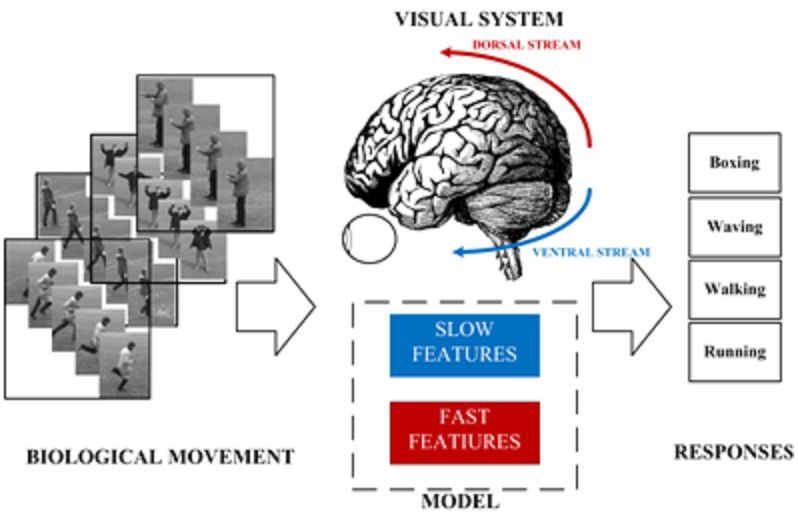 VISUAL SYSTEM
DORSAL STREAM
VENTRAL STREAM
SLOW
FEATURES
FAST
FEATIURES
MODEL
BIOLOGICAL MOVEMENT
Boxing
Waving
Walking
Running
RESPONSES